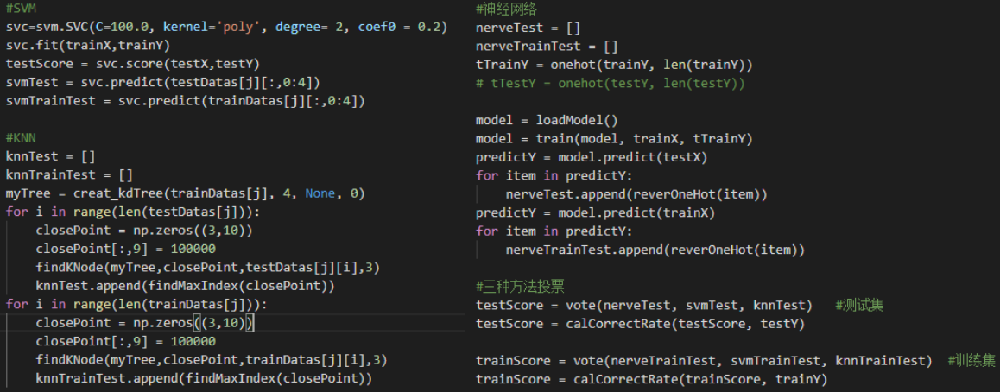 #SVM
svc=svm.SVC(C=100.0, kernel='poly', degree= 2, coef0 = 0.2)
svc.fit(trainX,trainY)
testScore = svc.score(testX,testY)
svmTest = svc.predict(testDatas[j][:,0:4])
svmTrainTest = svc.predict(trainDatas[j][:,0:4])

#KNN
knnTest = []
knnTrainTest = []
myTree = creat_kdTree(trainDatas[j], 4, None, 0)
for i in range(len(testDatas[j])):
    closePoint = np.zeros((3,10))
    closePoint[:,9] = 100000
    findKNode(myTree,closePoint,testDatas[j][i],3)
    knnTest.append(findMaxIndex(closePoint))
for i in range(len(trainDatas[j])):
    closePoint = np.zeros((3,10))
    closePoint[:,9] = 100000
    findKNode(myTree,closePoint,trainDatas[j][i],3)
    knnTrainTest.append(findMaxIndex(closePoint))
#神经网络
nerveTest = []
nerveTrainTest = []
tTrainY = onehot(trainY, len(trainY))
# tTestY = onehot(testY, len(testY))

model = loadModel()
model = train(model, trainX, tTrainY)
predictY = model.predict(testX)
for item in predictY:
    nerveTest.append(reverOneHot(item))
predictY = model.predict(trainX)
for item in predictY:
    nerveTrainTest.append(reverOneHot(item))

#三种方法投票
testScore = vote(nerveTest, svmTest, knnTest)   #测试集
testScore = calCorrectRate(testScore, testY)

trainScore = vote(nerveTrainTest, svmTrainTest, knnTrainTest)  #训练集
trainScore = calCorrectRate(trainScore, trainY)